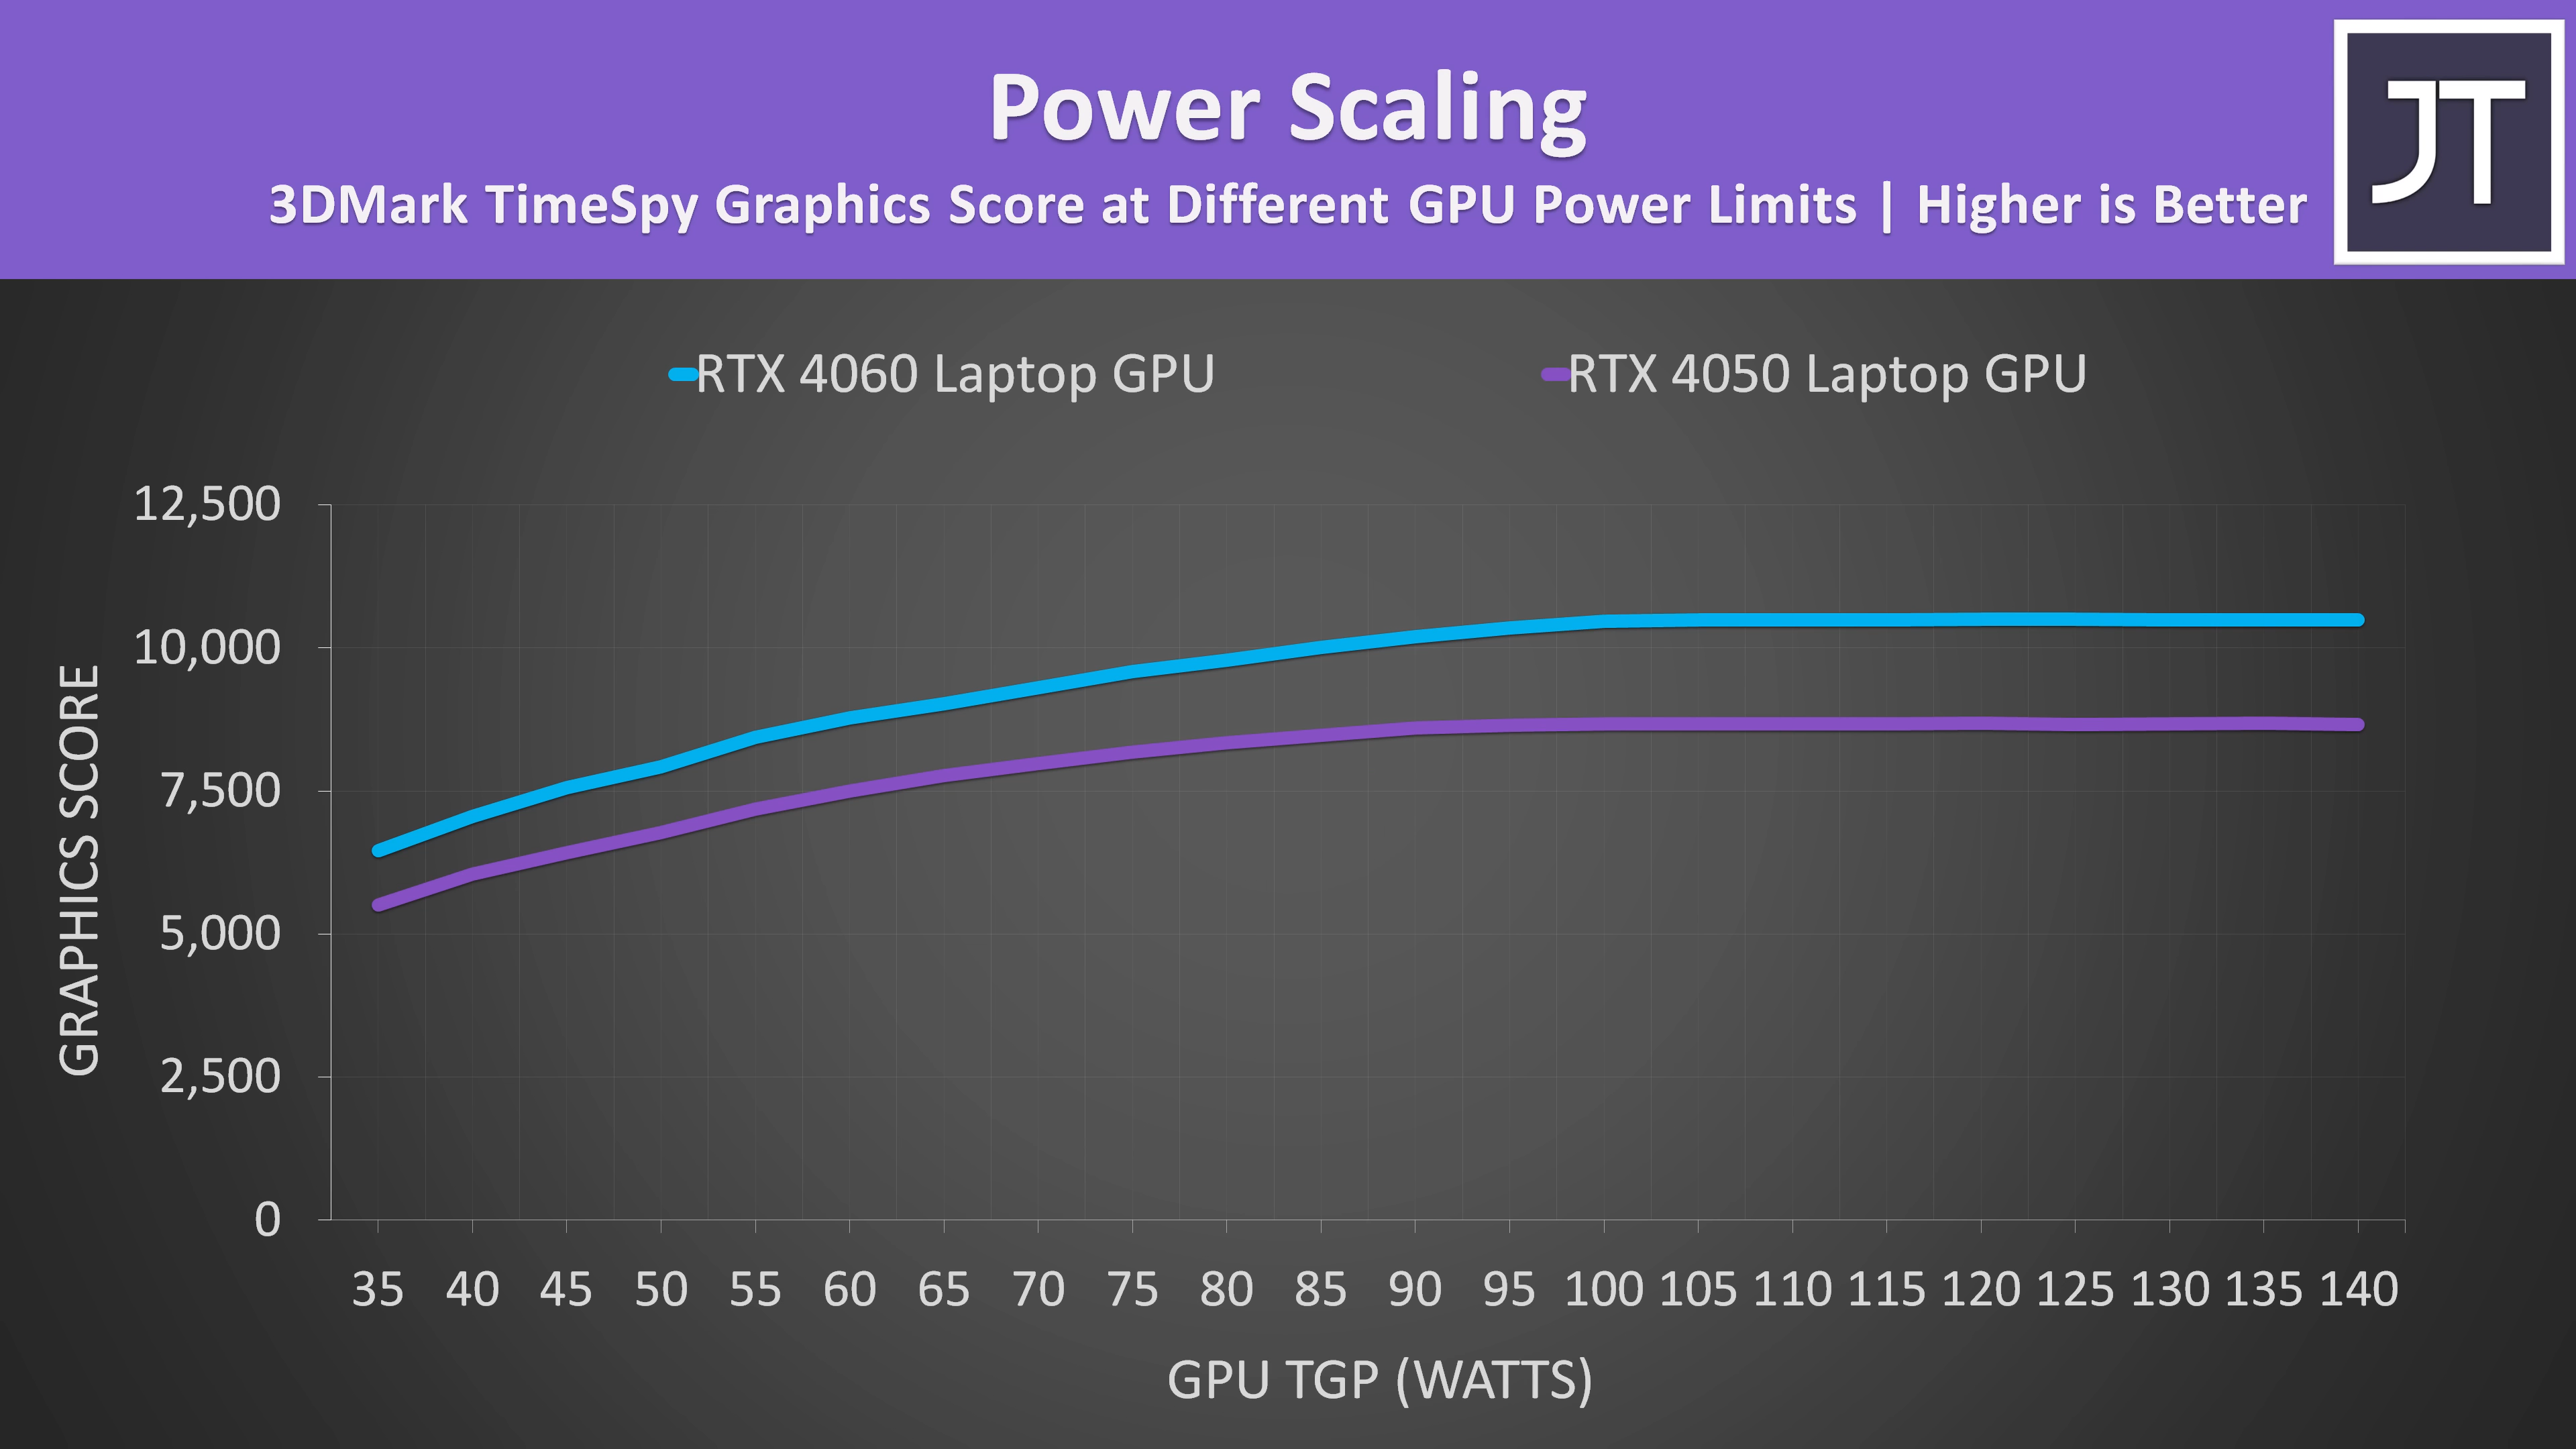 Power Scaling
3DMark TimeSpy Graphics Score at Different GPU Power Limits | Higher is Better
JT
RTX 4060 Laptop GPU
RTX 4050 Laptop GPU
12,500
10,000
7,500
5,000
2,500
0
GRAPHICS SCORE
35 40 45 50 55 60 65 70 75 80 85 90 95 100 105 110 115 120 125 130 135 140
GPU TGP (WATTS)